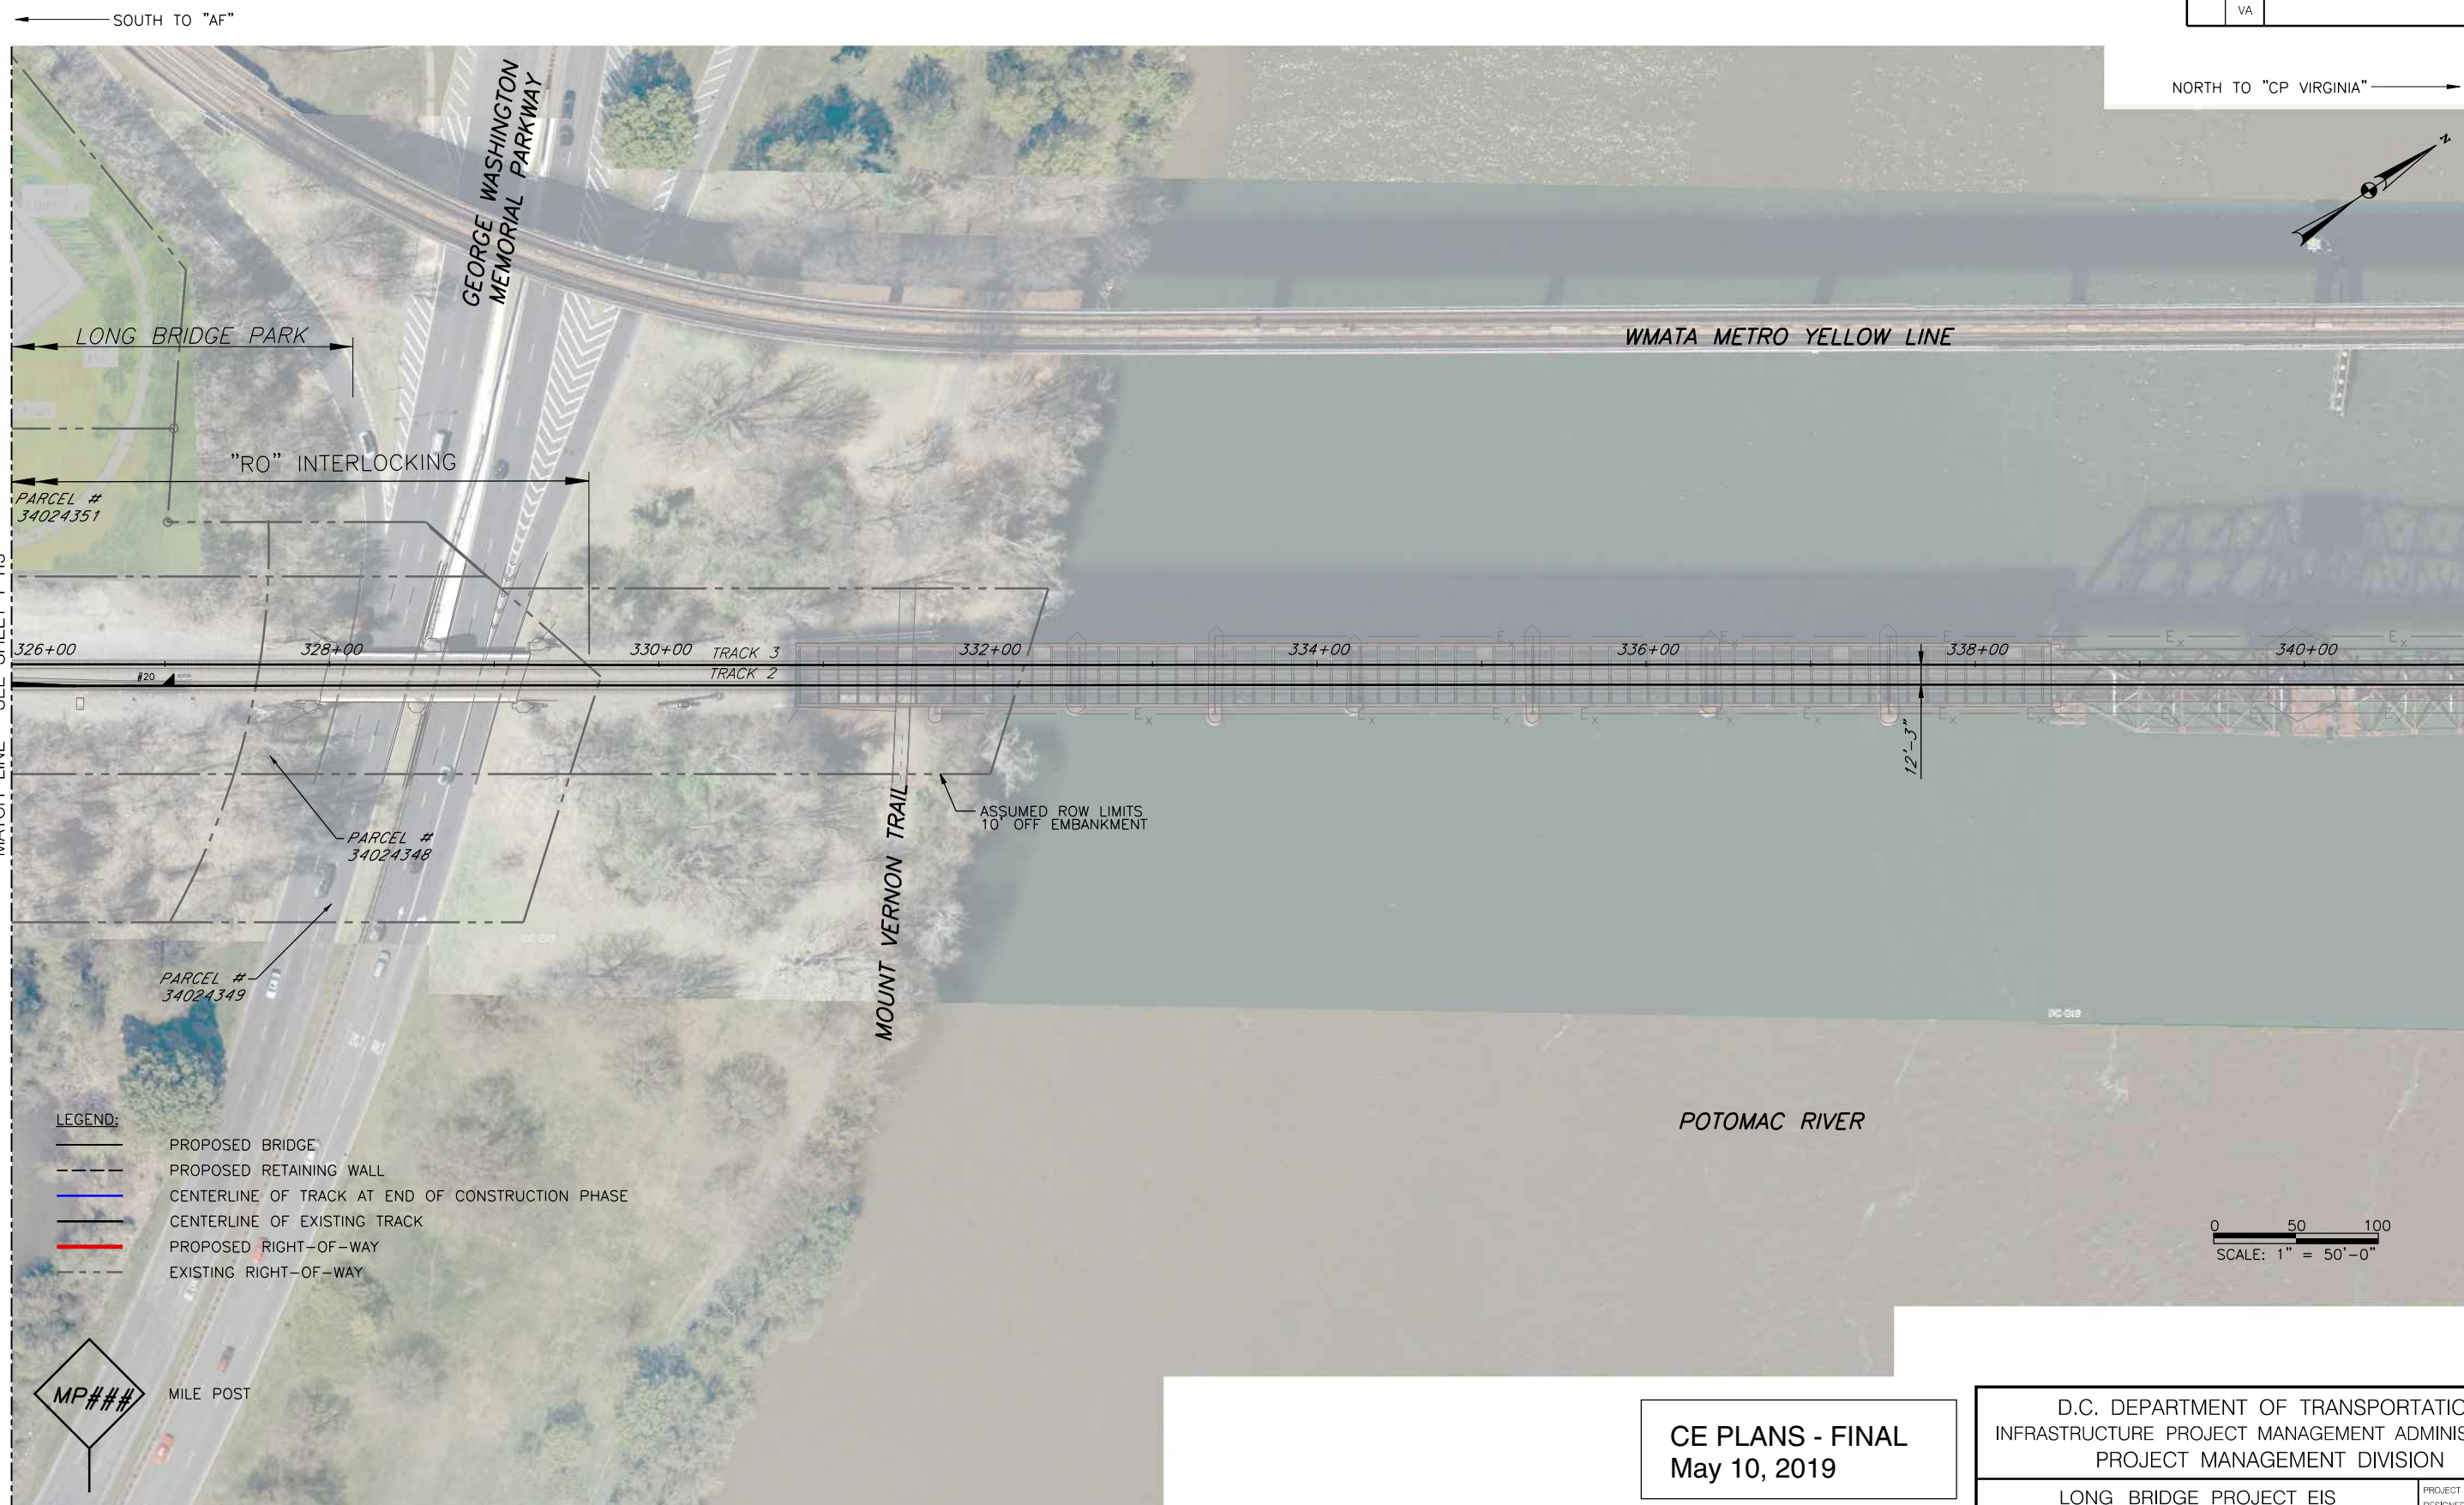 SOUTH TO "AF"
VA
NORTH TO "CP VIRGINIA"
N
GEORGE WASHINGTON
MEMORIAL PARKWAY
LONG BRIDGE PARK
WMATA METRO YELLOW LINE
"RO" INTERLOCKING
PARCEL #
34024351
326+00
328+00
330+00
332+00
334+00
336+00
338+00
340+00
TRACK 3
TRACK 2
#20
12'-3"
ASSUMED ROW LIMITS
10' OFF EMBANKMENT
PARCEL #
34024348
PARCEL #
34024349
MOUNT VERNON TRAIL
POTOMAC RIVER
LEGEND:
PROPOSED BRIDGE
PROPOSED RETAINING WALL
CENTERLINE OF TRACK AT END OF CONSTRUCTION PHASE
CENTERLINE OF EXISTING TRACK
PROPOSED RIGHT-OF-WAY
EXISTING RIGHT-OF-WAY
MP###
MILE POST
0 50 100
SCALE: 1" = 50'-0"
CE PLANS - FINAL
May 10, 2019
D.C. DEPARTMENT OF TRANSPORTATIO
INFRASTRUCTURE PROJECT MANAGEMENT ADMINIS
PROJECT MANAGEMENT DIVISION
LONG BRIDGE PROJECT EIS
PROJECT